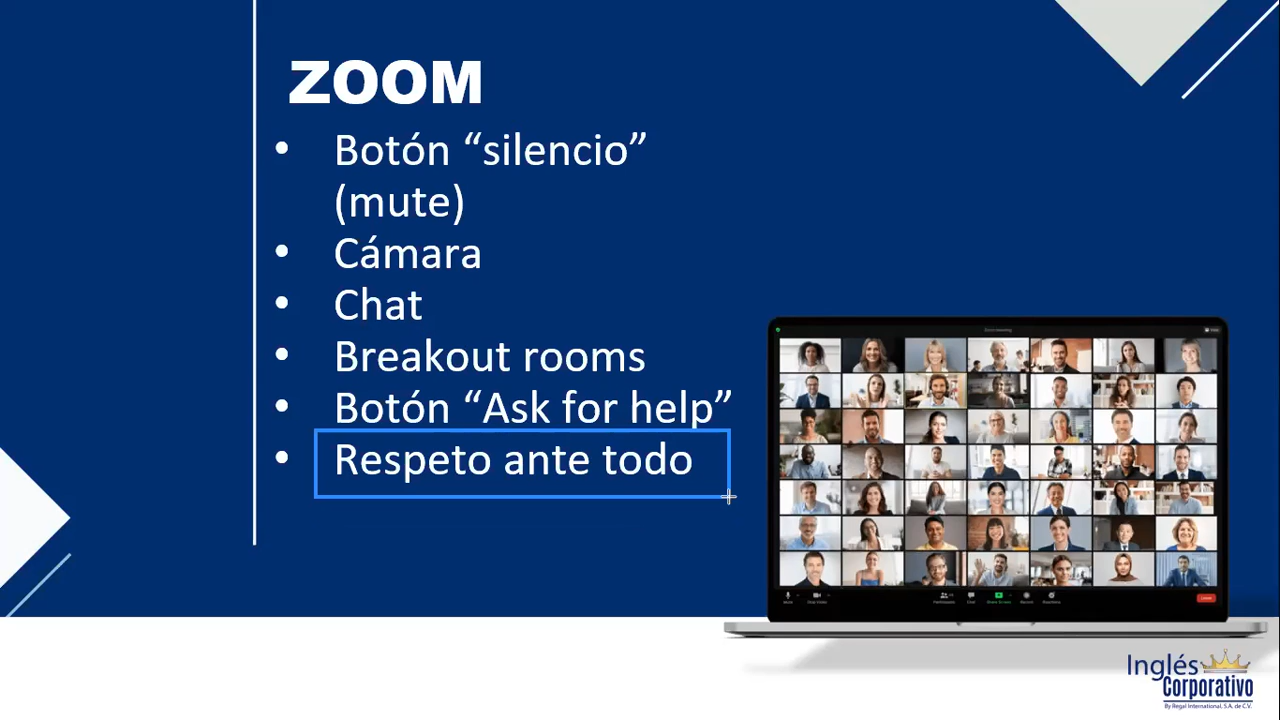 ZOOM
• Botón “silencio”
(mute)
• Cámara
• Chat
• Breakout rooms
• Botón “Ask for help”
• Respeto ante todo
Inglés
Corporativo
By Regal International, S.A. de C.V.